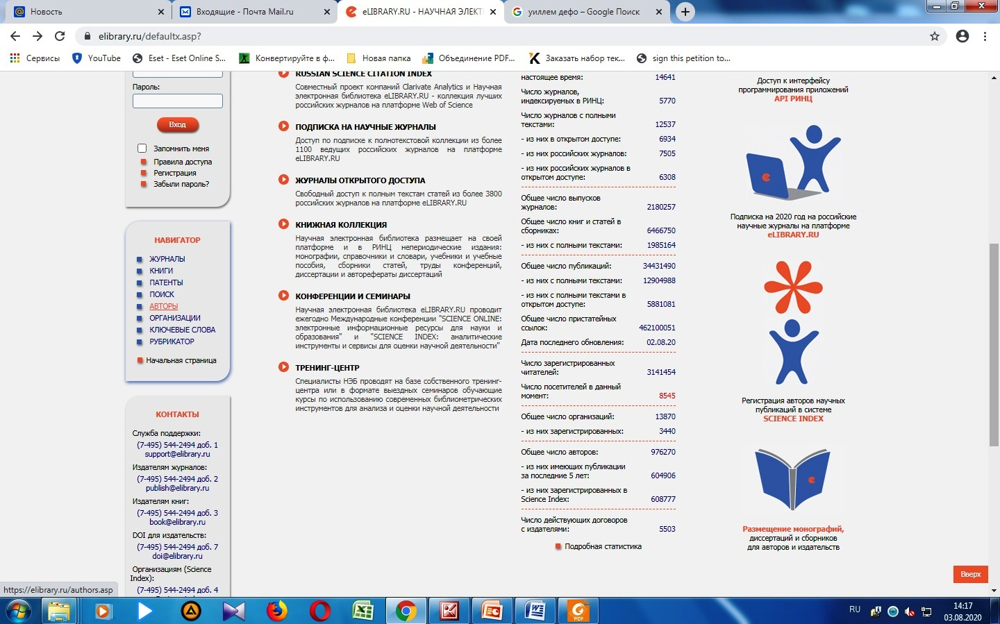 Новость
Входящие - Почта Mail.ru
eLIBRARY.RU - НАУЧНАЯ ЭЛЕКТ
уиллем дефо – Google Поиск
elibrary.ru/defaultx.asp?
Сервисы
YouTube
Eset - Eset Online S...
Конвертируйте в ф...
Новая папка
Объединение PDF...
Заказать набор тек...
sign this petition to...
Пароль:
Вход
Запомнить меня
Правила доступа
Регистрация
Забыли пароль?
НАВИГАТОР
ЖУРНАЛЫ
КНИГИ
ПАТЕНТЫ
ПОИСК
АВТОРЫ
ОРГАНИЗАЦИИ
КЛЮЧЕВЫЕ СЛОВА
РУБРИКАТОР
Начальная страница
КОНТАКТЫ
Служба поддержки:
(7-495) 544-2494 доб. 1
support@elibrary.ru
Издателям журналов:
(7-495) 544-2494 доб. 2
publish@elibrary.ru
Издателям книг:
(7-495) 544-2494 доб. 3
book@elibrary.ru
DOI для издательств:
(7-495) 544-2494 доб. 7
doi@elibrary.ru
Организациям (Science
Index):
(7-495) 544-2494 доб. 4
RUSSIAN SCIENCE CITATION INDEX
Совместный проект компаний Clarivate Analytics и Научная
электронная библиотека eLIBRARY.RU - коллекция лучших
российских журналов на платформе Web of Science
ПОДПИСКА НА НАУЧНЫЕ ЖУРНАЛЫ
Доступ по подписке к полнотекстовой коллекции из более
1100 ведущих российских журналов на платформе
eLIBRARY.RU
ЖУРНАЛЫ ОТКРЫТОГО ДОСТУПА
Свободный доступ к полным текстам статей из более 3800
российских журналов на платформе eLIBRARY.RU
КНИЖНАЯ КОЛЛЕКЦИЯ
Научная электронная библиотека размещает на своей
платформе и в РИНЦ непериодические издания:
монографии, справочники и словари, учебники и учебные
пособия, сборники статей, труды конференций,
диссертации и авторефераты диссертаций
КОНФЕРЕНЦИИ И СЕМИНАРЫ
Научная электронная библиотека eLIBRARY.RU проводит
ежегодно Международные конференции "SCIENCE ONLINE:
электронные информационные ресурсы для науки и
образования" и "SCIENCE INDEX: аналитические
инструменты и сервисы для оценки научной деятельности"
ТРЕНИНГ-ЦЕНТР
Специалисты НЭБ проводят на базе собственного тренинг-
центра или в формате выездных семинаров обучающие
курсы по использованию современных библиометрических
инструментов для анализа и оценки научной деятельности
настоящее время: 14641
Число журналов,
индексируемых в РИНЦ: 5770
Число журналов с полными
текстами: 12537
- из них в открытом доступе: 6934
- из них российских журналов: 7505
- из них российских журналов в
открытом доступе: 6308
Общее число выпусков
журналов: 2180257
Общее число книг и статей в
сборниках: 6466750
- из них с полными текстами: 1985164
Общее число публикаций: 34431490
- из них с полными текстами: 12904988
- из них с полными текстами в
открытом доступе: 5881081
Общее число пристатейных
ссылок: 462100051
Дата последнего обновления: 02.08.20
Число зарегистрированных
читателей: 3141454
Число посетителей в данный
момент: 8545
Общее число организаций: 13870
- из них зарегистрированных: 3440
Общее число авторов: 976270
- из них имеющих публикации
за последние 5 лет: 604906
- из них зарегистрированных в
Science Index: 608777
Число действующих договоров
с издателями: 5503
Подробная статистика
Доступ к интерфейсу
программирования приложений
API РИНЦ
Подписка на 2020 год на российские
научные журналы на платформе
eLIBRARY.RU
Регистрация авторов научных
публикаций в системе
SCIENCE INDEX
Размещение монографий,
диссертаций и сборников
для авторов и издательств
Вверх
https://elibrary.ru/authors.asp
PDF
RU
14:17
03.08.2020